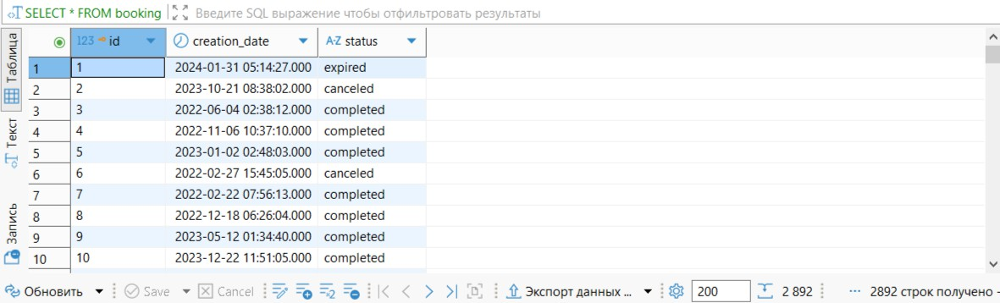 SELECT * FROM booking Введите SQL выражение чтобы отфильтровать результаты
Таблица
Текст
Запись
123 id creation_date A-Z status
1 1 2024-01-31 05:14:27.000 expired
2 2 2023-10-21 08:38:02.000 canceled
3 3 2022-06-04 02:38:12.000 completed
4 4 2022-11-06 10:37:10.000 completed
5 5 2023-01-02 02:48:03.000 completed
6 6 2022-02-27 15:45:05.000 canceled
7 7 2022-02-22 07:56:13.000 completed
8 8 2022-12-18 06:26:04.000 completed
9 9 2023-05-12 01:34:40.000 completed
10 10 2023-12-22 11:51:05.000 completed
Обновить Save Cancel Экспорт данных ... 200 2 892 ... 2892 строк получено -